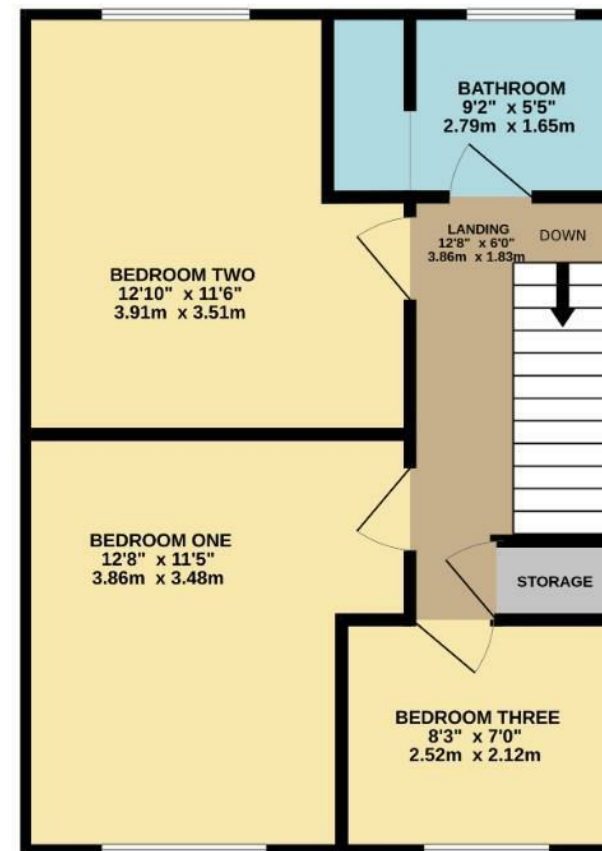 BATHROOM
9'2" x 5'5"
2.79m x 1.65m
LANDING
12'8" x 6'0"
3.86m x 1.83m
DOWN
BEDROOM TWO
12'10" x 11'6"
3.91m x 3.51m
BEDROOM ONE
12'8" x 11'5"
3.86m x 3.48m
STORAGE
BEDROOM THREE
8'3" x 7'0"
2.52m x 2.12m